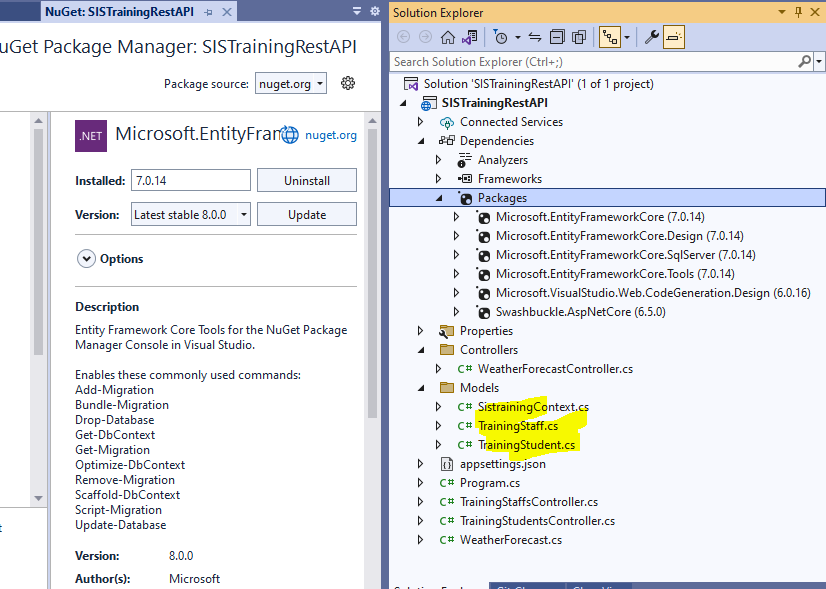 NuGet: SISTrainingRestAPI
uGet Package Manager: SISTrainingRestAPI
Package source: nuget.org
.NET
Microsoft.EntityFran
nuget.org
Installed: 7.0.14 Uninstall
Version: Latest stable 8.0.0 Update
Options
Description
Entity Framework Core Tools for the NuGet Package
Manager Console in Visual Studio.
Enables these commonly used commands:
Add-Migration
Bundle-Migration
Drop-Database
Get-DbContext
Get-Migration
Optimize-DbContext
Remove-Migration
Scaffold-DbContext
Script-Migration
Update-Database
Version: 8.0.0
Author(s): Microsoft
Solution Explorer
Search Solution Explorer (Ctrl+;)
Solution 'SISTrainingRestAPI' (1 of 1 project)
SISTrainingRestAPI
Connected Services
Dependencies
Analyzers
Frameworks
Packages
Microsoft.EntityFrameworkCore (7.0.14)
Microsoft.EntityFrameworkCore.Design (7.0.14)
Microsoft.EntityFrameworkCore.SqlServer (7.0.14)
Microsoft.EntityFrameworkCore.Tools (7.0.14)
Microsoft.VisualStudio.Web.CodeGeneration.Design (6.0.16)
Swashbuckle.AspNetCore (6.5.0)
Properties
Controllers
C# WeatherForecastController.cs
Models
C# SistrainingContext.cs
C# TrainingStaff.cs
C# TrainingStudent.cs
appsettings.json
C# Program.cs
C# TrainingStaffsController.cs
C# TrainingStudentsController.cs
C# WeatherForecast.cs